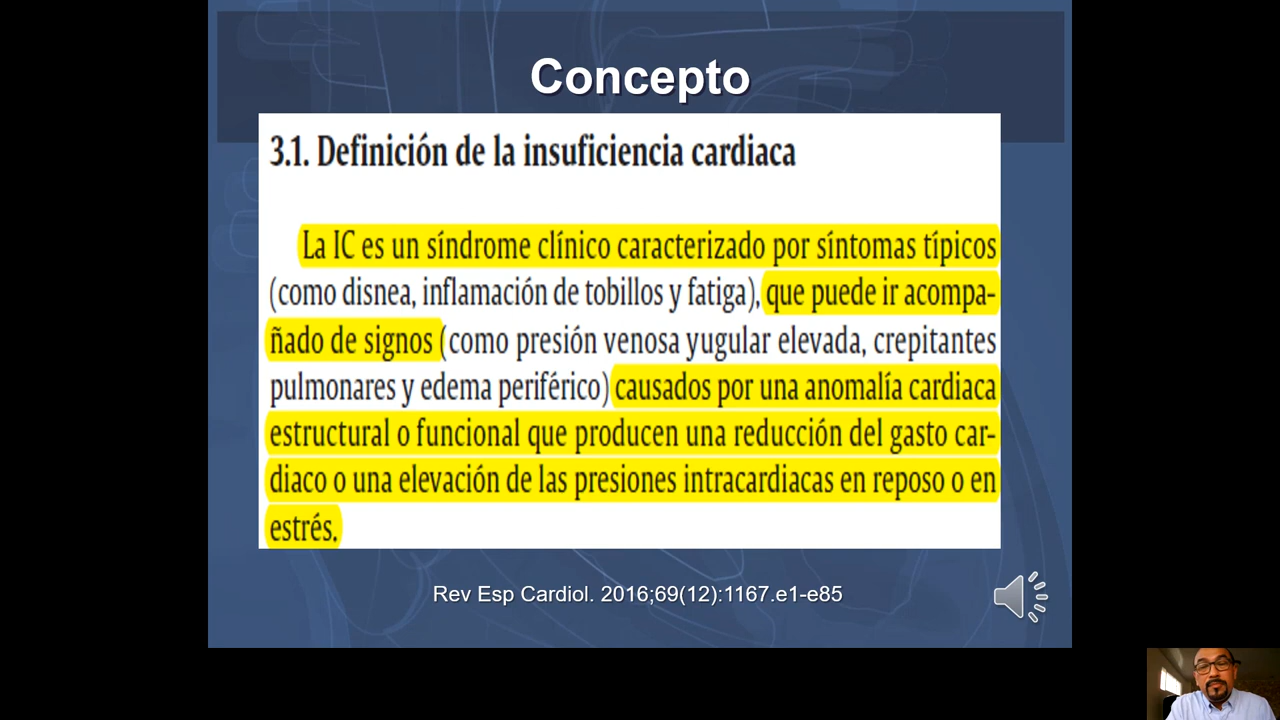 Concepto
3.1. Definición de la insuficiencia cardiaca
La IC es un síndrome clínico caracterizado por síntomas típicos
(como disnea, inflamación de tobillos y fatiga), que puede ir acompa-
ñado de signos (como presión venosa yugular elevada, crepitantes
pulmonares y edema periférico) causados por una anomalía cardiaca
estructural o funcional que producen una reducción del gasto car-
diaco o una elevación de las presiones intracardiacas en reposo o en
estrés.
Rev Esp Cardiol. 2016;69(12):1167.e1-e85